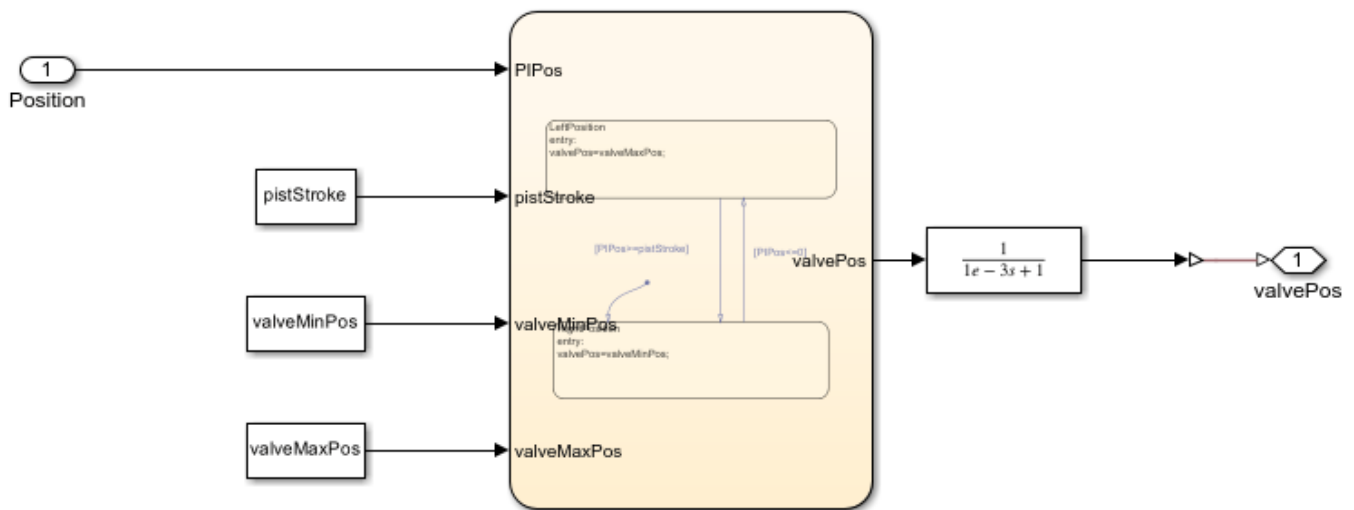 1
Position
PIPos
LeftPosition
entry:
valvePos=valveMaxPos;
pistStroke
pistStroke
[PIPos>=pistStroke]
[PIPos<=0]
valvePos
1
1e − 3s + 1
1
valvePos
valveMinPos
valveMinPos
entry:
valvePos=valveMinPos;
valveMaxPos
valveMaxPos